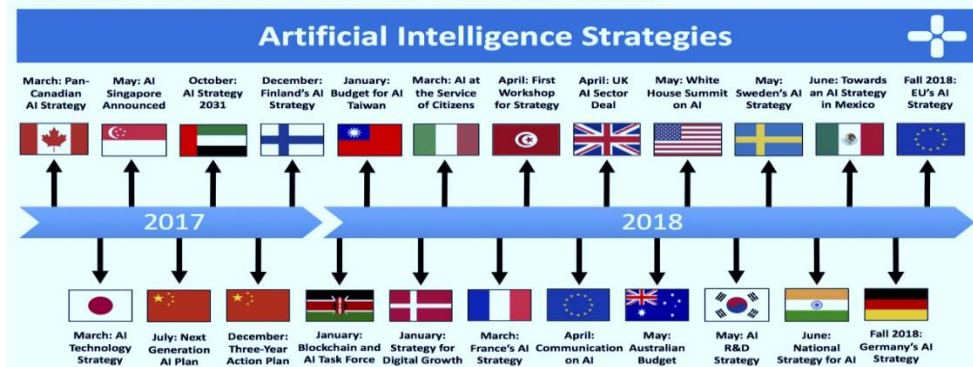 Artificial Intelligence Strategies
March: Pan-
Canadian
AI Strategy
May: AI
Singapore
Announced
October:
AI Strategy
2031
December:
Finland's AI
Strategy
January:
Budget for AI
Taiwan
March: AI at
the Service
of Citizens
April: First
Workshop
for Strategy
April: UK
AI Sector
Deal
May: White
House Summit
on AI
May:
Sweden's AI
Strategy
June: Towards
an AI Strategy
in Mexico
Fall 2018:
EU's AI
Strategy
2017
2018
March: AI
Technology
Strategy
July: Next
Generation
AI Plan
December:
Three-Year
Action Plan
January:
Blockchain and
AI Task Force
January:
Strategy for
Digital Growth
March:
France's AI
Strategy
April:
Communication
on AI
May:
Australian
Budget
May: AI
R&D
Strategy
June:
National
Strategy for AI
Fall 2018:
Germany's AI
Strategy